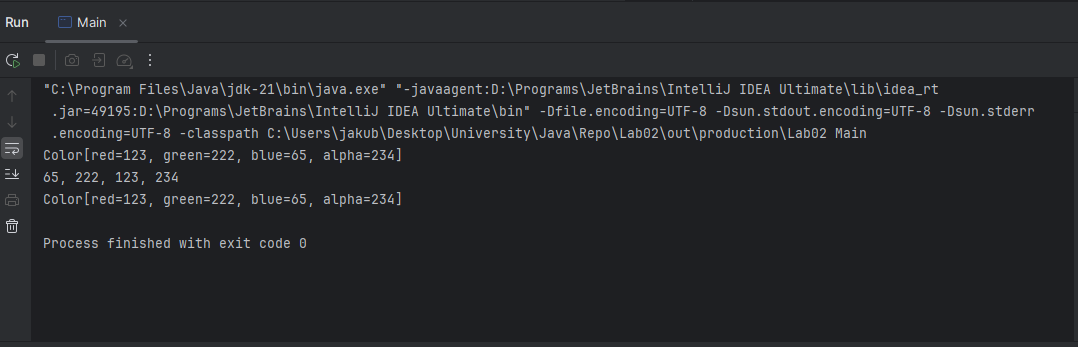 Run Main
"C:\Program Files\Java\jdk-21\bin\java.exe" "-javaagent:D:\Programs\JetBrains\IntelliJ IDEA Ultimate\lib\idea_rt
.jar=49195:D:\Programs\JetBrains\IntelliJ IDEA Ultimate\bin" -Dfile.encoding=UTF-8 -Dsun.stdout.encoding=UTF-8 -Dsun.stderr
.encoding=UTF-8 -classpath C:\Users\jakub\Desktop\University\Java\Repo\Lab02\out\production\Lab02 Main
Color[red=123, green=222, blue=65, alpha=234]
65, 222, 123, 234
Color[red=123, green=222, blue=65, alpha=234]
Process finished with exit code 0